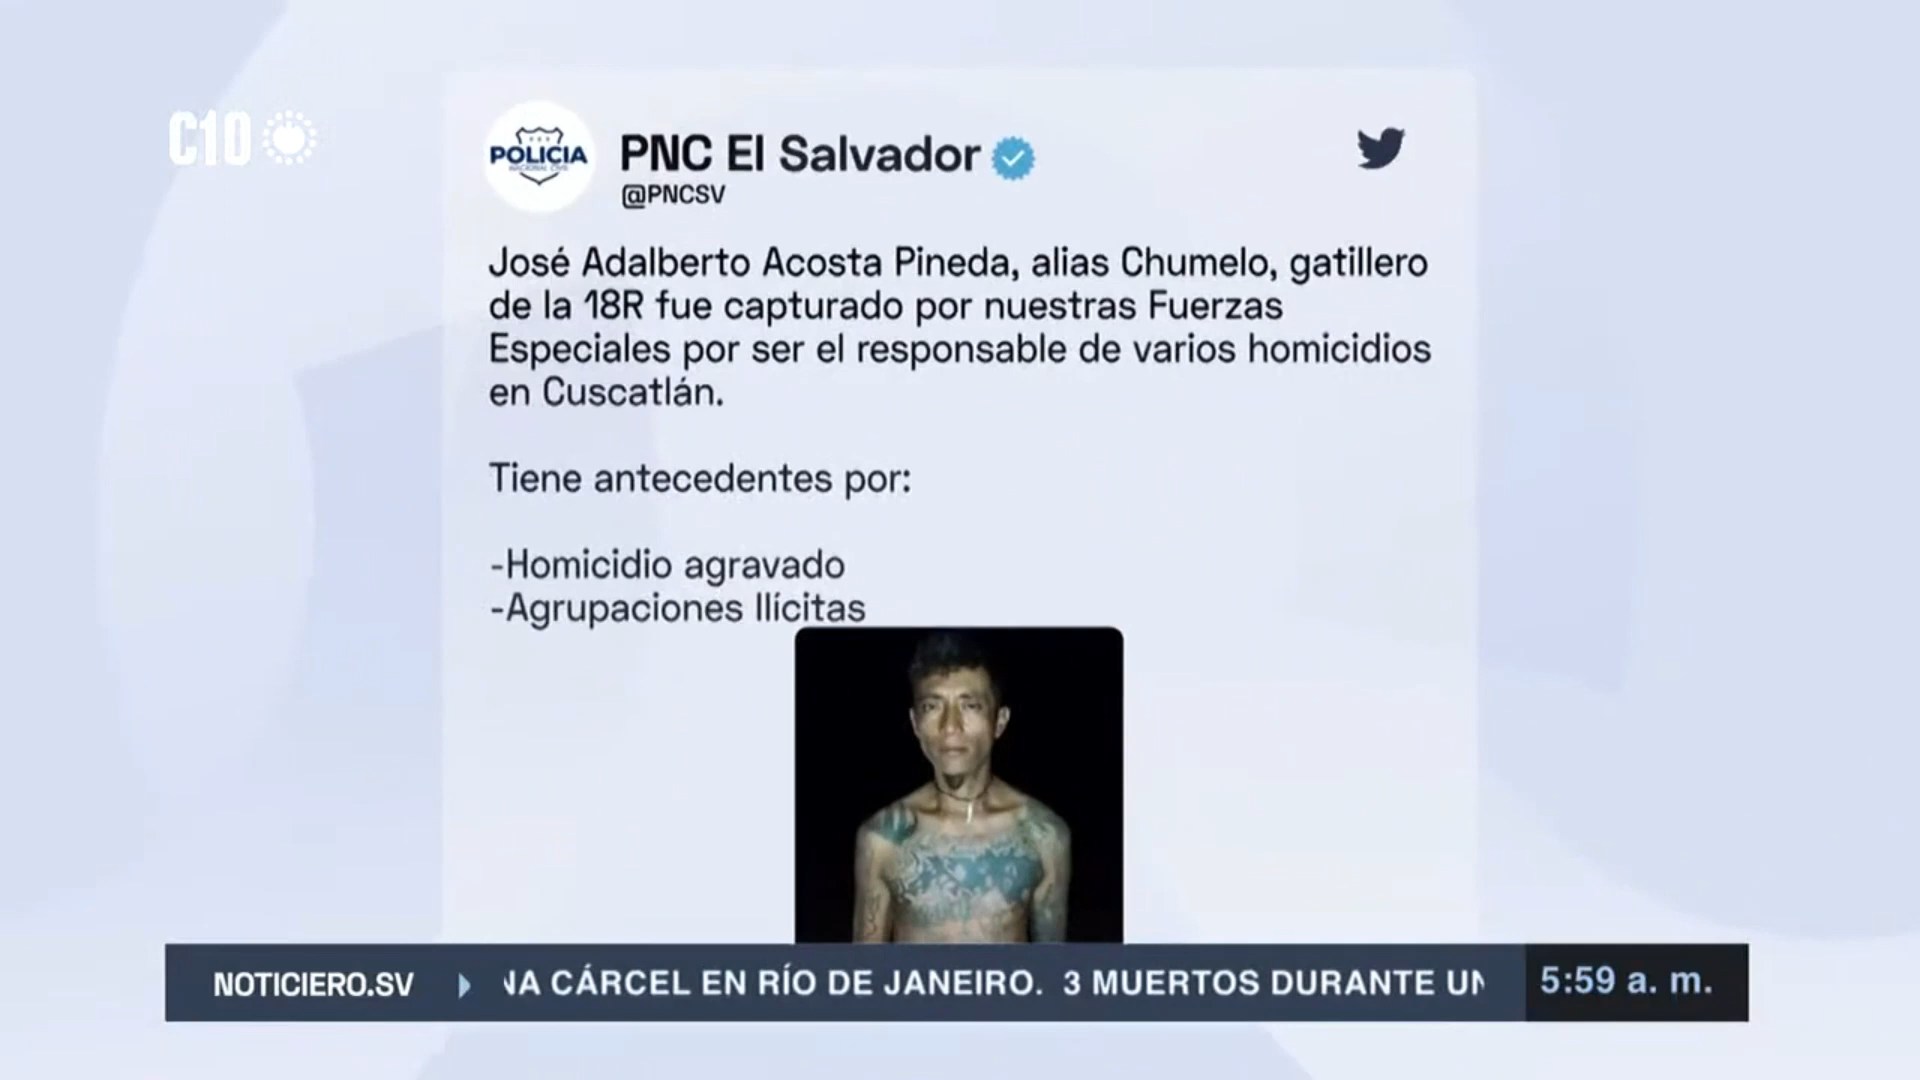 C10
POLICIA
NACIONAL CIVIL
PNC El Salvador
@PNCSV
José Adalberto Acosta Pineda, alias Chumelo, gatillero
de la 18R fue capturado por nuestras Fuerzas
Especiales por ser el responsable de varios homicidios
en Cuscatlán.
Tiene antecedentes por:
-Homicidio agravado
-Agrupaciones Ilícitas
NOTICIERO.SV
CÁRCEL EN RÍO DE JANEIRO. 3 MUERTOS DURANTE
5:59 a. m.